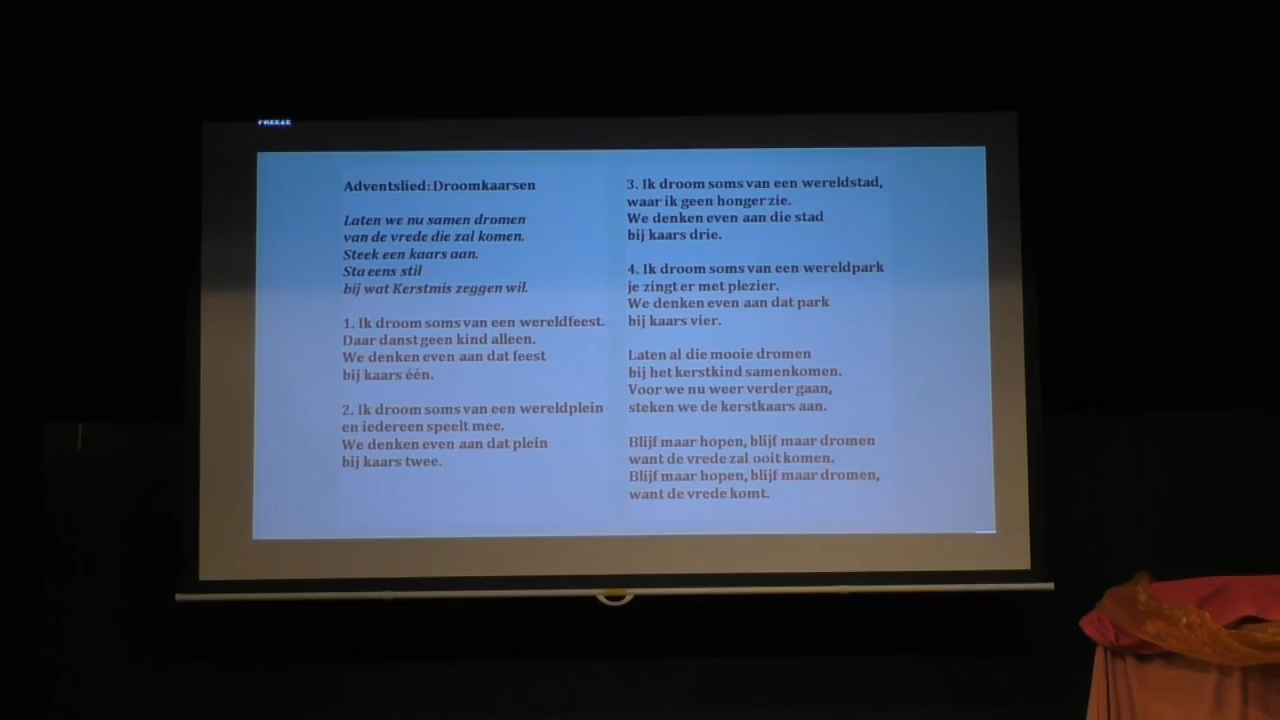 FREEZE
Adventslied: Droomkaarsen
Laten we nu samen dromen
van de vrede die zal komen.
Steek een kaars aan.
Sta eens stil
bij wat Kerstmis zeggen wil.
1. Ik droom soms van een wereldfeest.
Daar danst geen kind alleen.
We denken even aan dat feest
bij kaars één.
2. Ik droom soms van een wereldplein
en iedereen speelt mee.
We denken even aan dat plein
bij kaars twee.
3. Ik droom soms van een wereldstad,
waar ik geen honger zie.
We denken even aan die stad
bij kaars drie.
4. Ik droom soms van een wereldpark
je zingt er met plezier.
We denken even aan dat park
bij kaars vier.
Laten al die mooie dromen
bij het kerstkind samenkomen.
Voor we nu weer verder gaan,
steken we de kerstkaars aan.
Blijf maar hopen, blijf maar dromen
want de vrede zal ooit komen.
Blijf maar hopen, blijf maar dromen,
want de vrede komt.